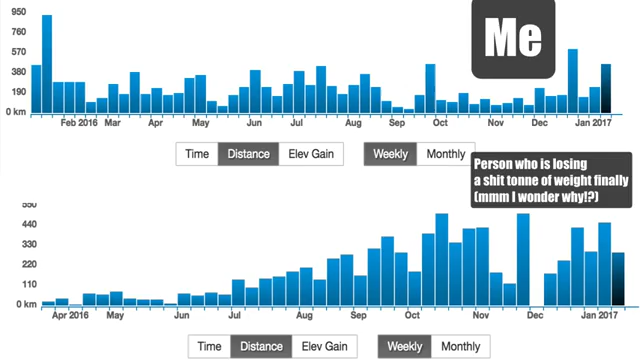 950
Me
760
570
380
190
0 km
Feb 2016 Mar Apr May Jun Jul Aug Sep Oct Nov Dec Jan 2017
Time Distance Elev Gain Weekly Monthly
Person who is losing
a shit tonne of weight finally
(mmm I wonder why!?)
550
440
330
220
110
0 km
Apr 2016 May Jun Jul Aug Sep Oct Nov Dec Jan 2017
Time Distance Elev Gain Weekly Monthly